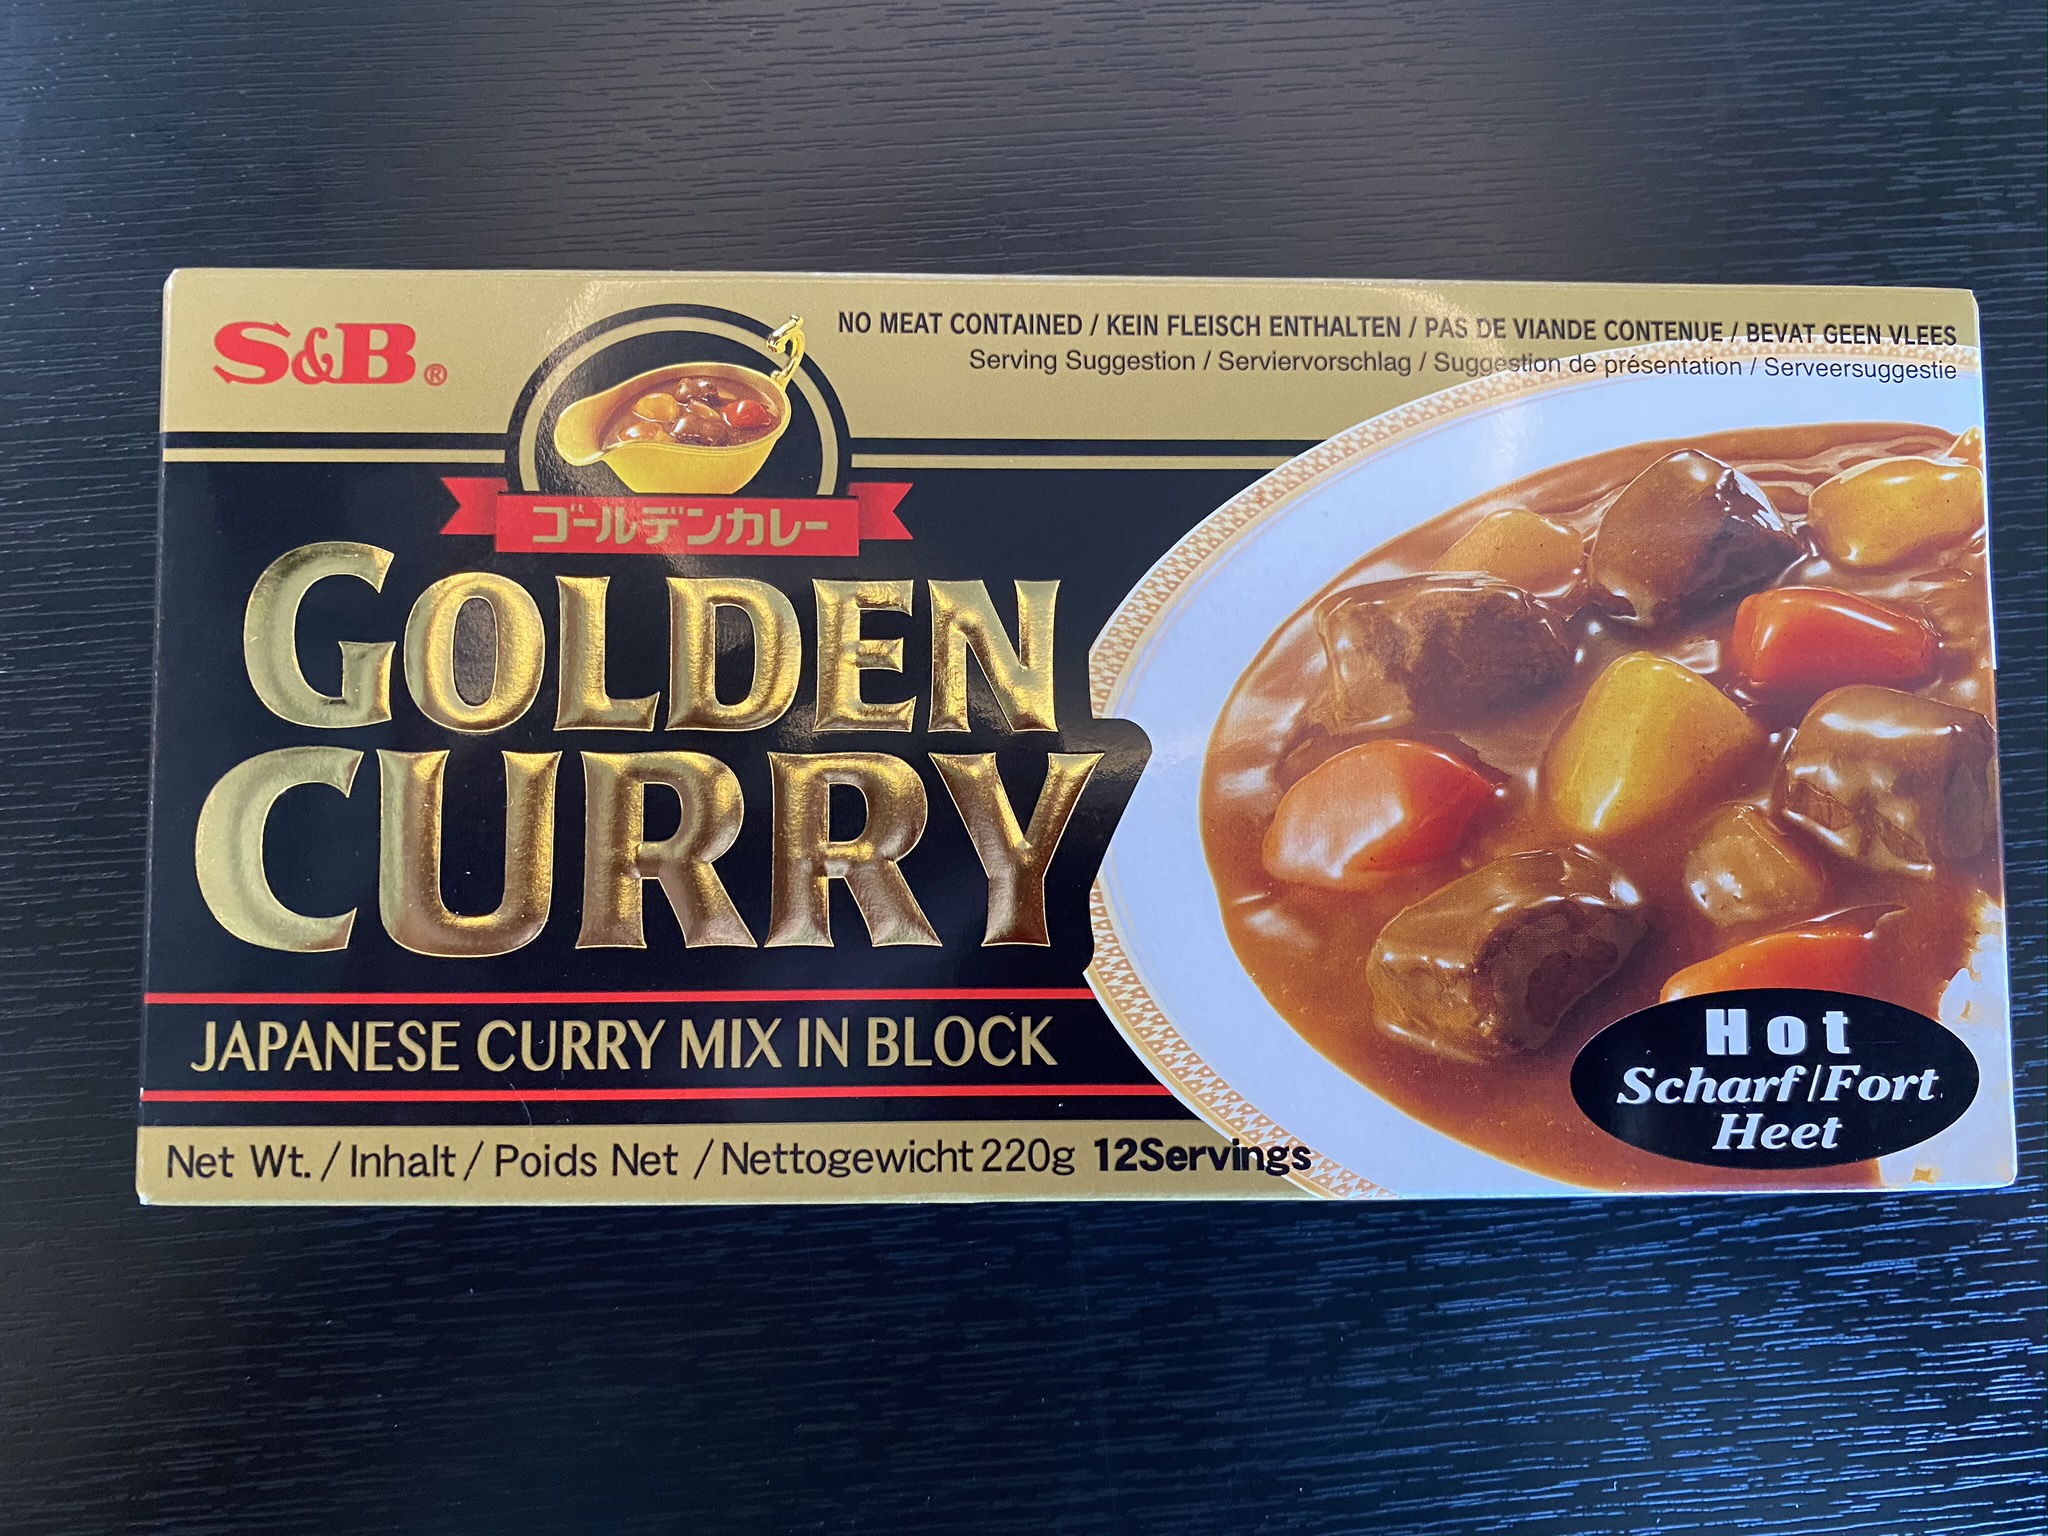 S&B®
NO MEAT CONTAINED / KEIN FLEISCH ENTHALTEN / PAS DE VIANDE CONTENUE / BEVAT GEEN VLEES
Serving Suggestion / Serviervorschlag / Suggestion de présentation / Serveersuggestie
ゴールデンカレー
GOLDEN
CURRY
JAPANESE CURRY MIX IN BLOCK
Hot
Scharf/Fort
Heet
Net Wt. / Inhalt / Poids Net / Nettogewicht 220g 12Servings